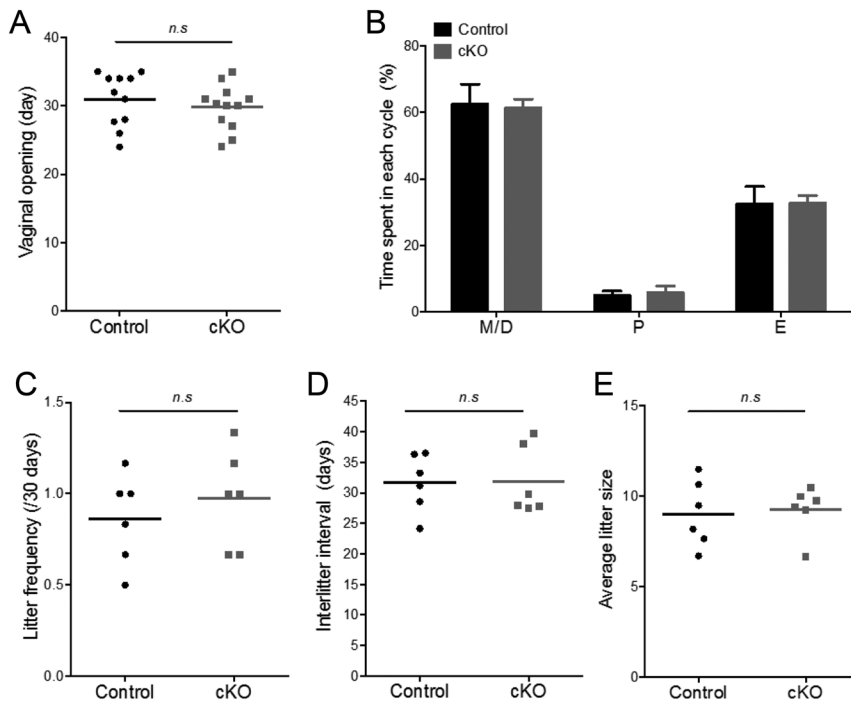 A
n.s
Vaginal opening (day)
40
30
20
10
0
Control
cKO
B
Control
cKO
Time spent in each cycle (%)
80
60
40
20
0
M/D
P
E
C
n.s
Litter frequency (/30 days)
1.5
1.0
0.5
0.0
Control
cKO
D
n.s
Interlitter interval (days)
45
40
35
30
25
20
15
10
5
0
Control
cKO
E
n.s
Average litter size
15
10
5
0
Control
cKO